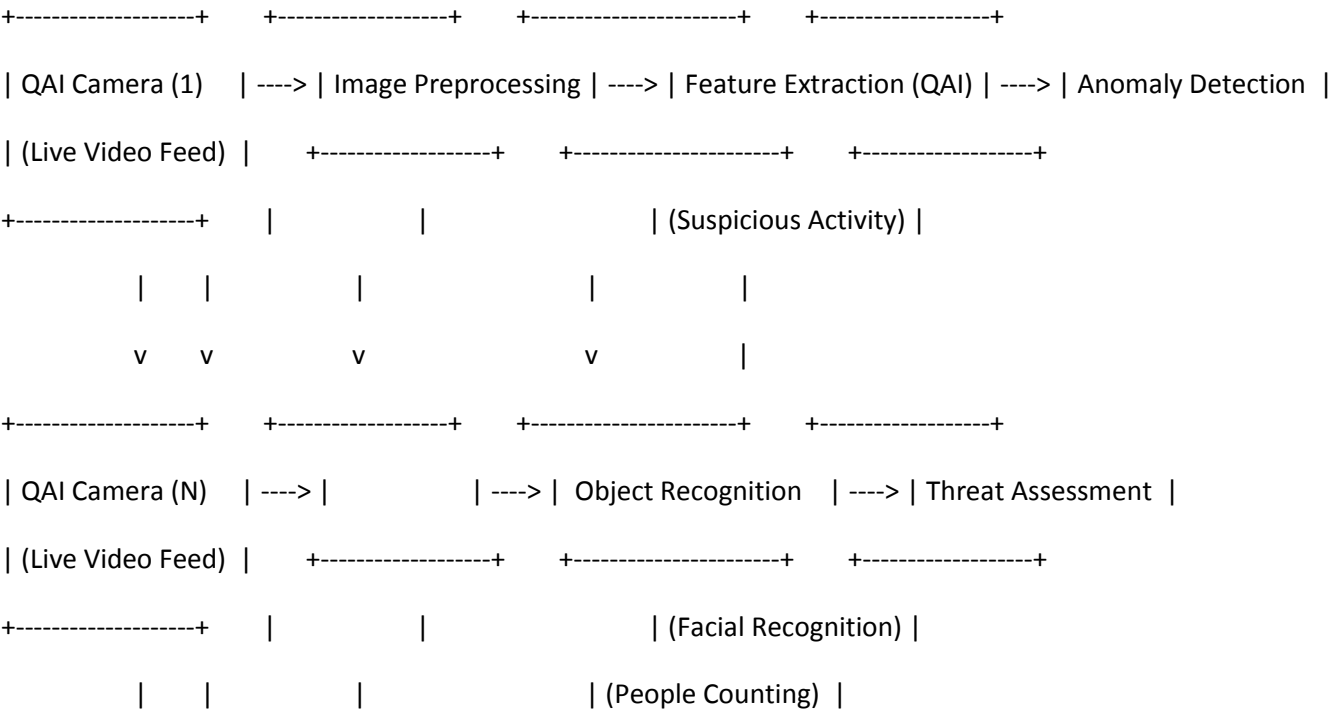 +--------------------+ +-------------------+ +-----------------------+ +-------------------+
| QAI Camera (1) | ----> | Image Preprocessing | ----> | Feature Extraction (QAI) | ----> | Anomaly Detection |
| (Live Video Feed) | +-------------------+ +-----------------------+ +-------------------+
+--------------------+ | | | (Suspicious Activity) |
| | | | |
v v v v |
+--------------------+ +-------------------+ +-----------------------+ +-------------------+
| QAI Camera (N) | ----> | | ----> | Object Recognition | ----> | Threat Assessment |
| (Live Video Feed) | +-------------------+ +-----------------------+ +-------------------+
+--------------------+ | | | (Facial Recognition) |
| | | | (People Counting) |